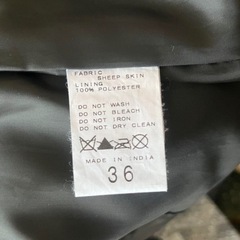 FABRIC
SHEEP SKIN
LINING
100% POLYESTER
DO NOT WASH
DO NOT BLEACH
DO NOT IRON
DO NOT DRY CLEAN
MADE IN INDIA
36